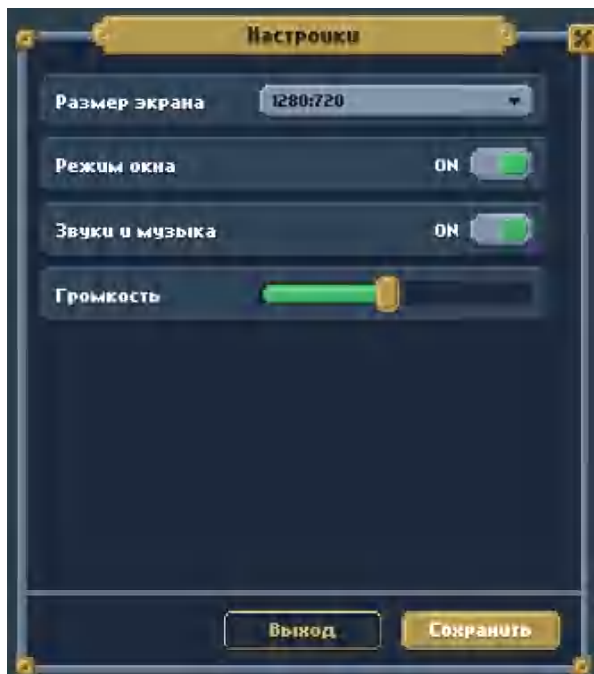 Настройки
Размер экрана 1280:720
Режим окна ON
Звуки и музыка ON
Громкость
Выход Сохранить